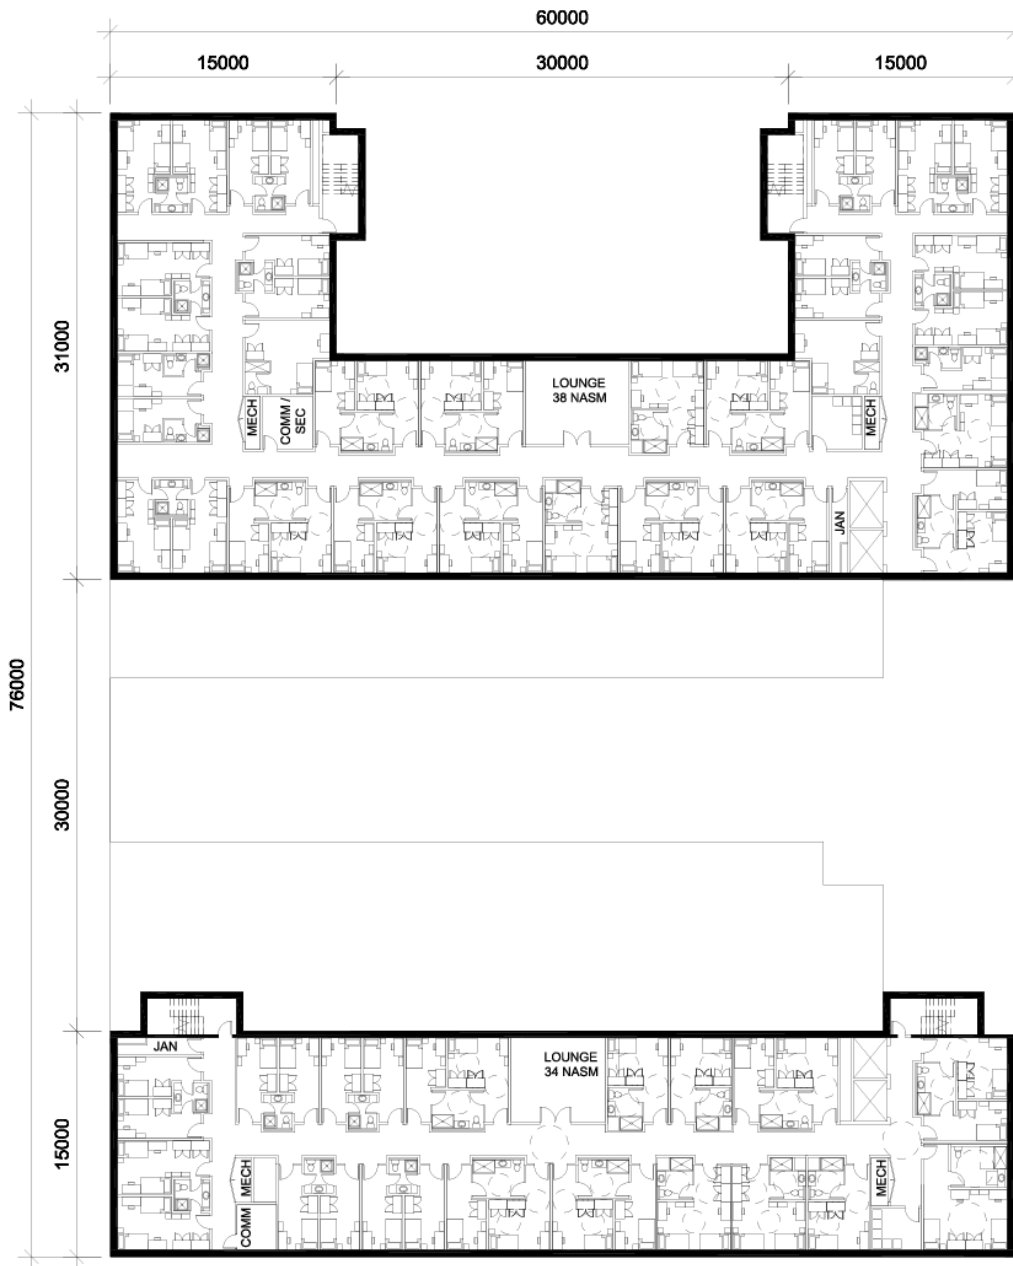 60000
15000
30000
15000
31000
LOUNGE
38 NASM
MECH
COMM /
SEC
MECH
JAN
76000
30000
JAN
LOUNGE
34 NASM
15000
MECH
COMM
MECH